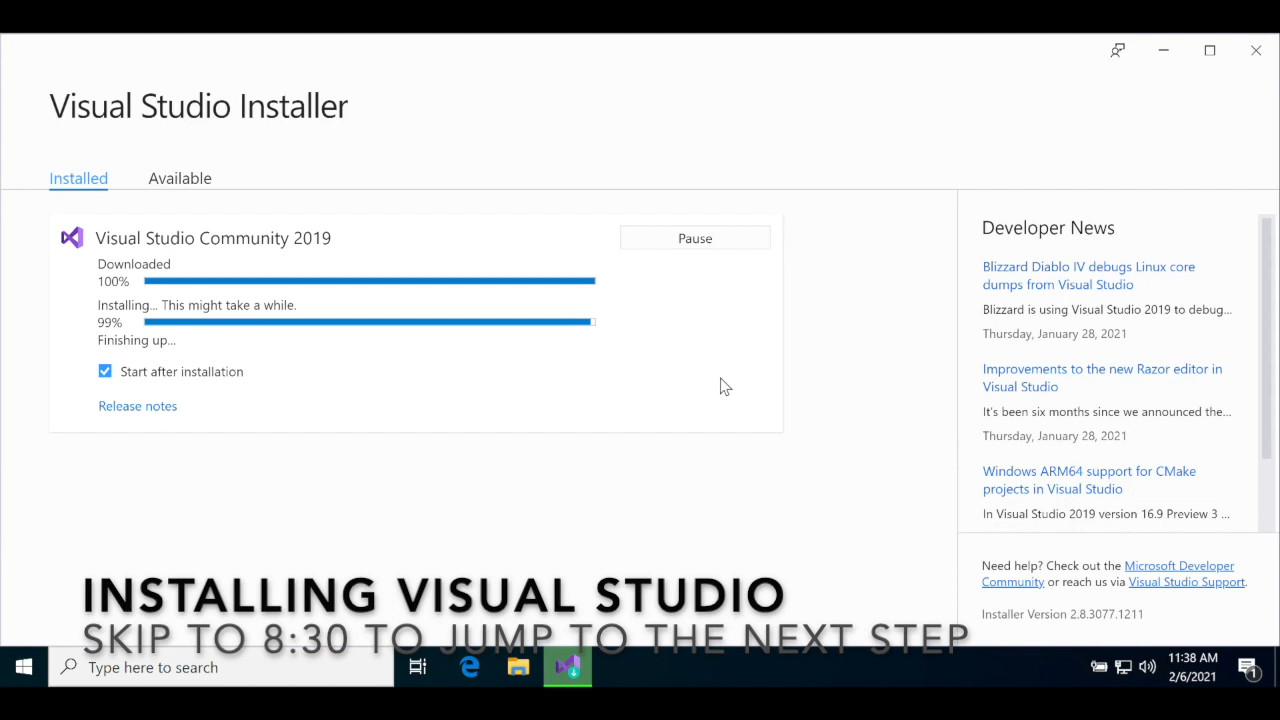 Visual Studio Installer
Installed
Available
Visual Studio Community 2019
Pause
Downloaded
100%
Installing... This might take a while.
99%
Finishing up...
Start after installation
Release notes
Developer News
Blizzard Diablo IV debugs Linux core
dumps from Visual Studio
Blizzard is using Visual Studio 2019 to debug...
Thursday, January 28, 2021
Improvements to the new Razor editor in
Visual Studio
It's been six months since we announced the...
Thursday, January 28, 2021
Windows ARM64 support for CMake
projects in Visual Studio
In Visual Studio 2019 version 16.9 Preview 3 ...
Need help? Check out the Microsoft Developer
Community or reach us via Visual Studio Support.
Installer Version 2.8.3077.1211
INSTALLING VISUAL STUDIO
SKIP TO 8:30 TO JUMP TO THE NEXT STEP
Type here to search
11:38 AM
2/6/2021
1